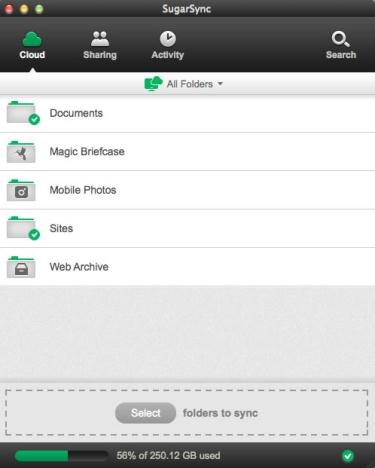 SugarSync
Cloud Sharing Activity Search
All Folders
Documents
Magic Briefcase
Mobile Photos
Sites
Web Archive
Select folders to sync
56% of 250.12 GB used